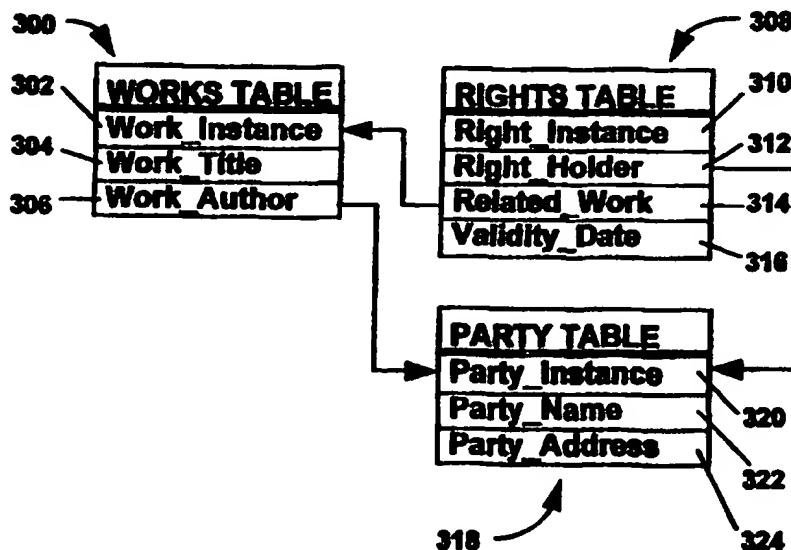 300
308
302
WORKS TABLE
Work_Instance
304
Work_Title
306
Work_Author
RIGHTS TABLE
310
Right_Instance
312
Right_Holder
314
Related_Work
Validity_Date
316
PARTY TABLE
Party_Instance
320
Party_Name
322
Party_Address
324
318